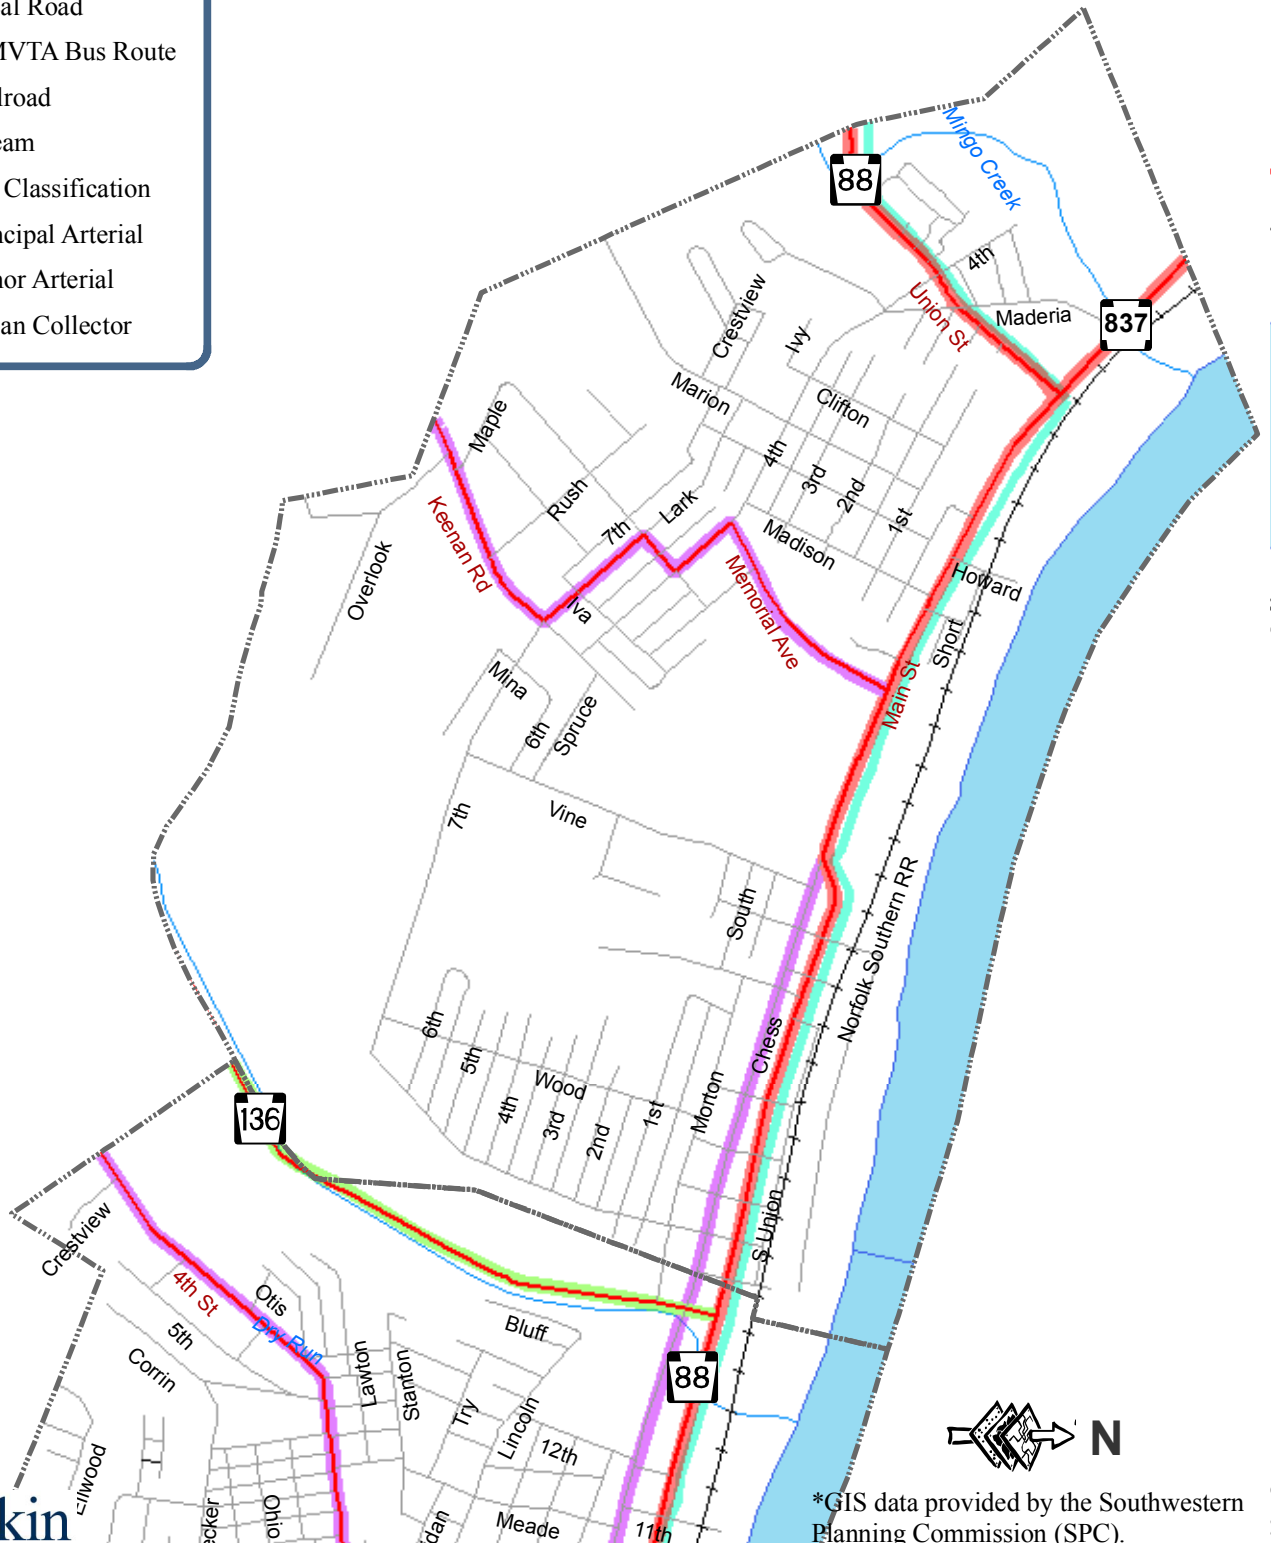 al Road
MVTA Bus Route
lroad
eam
Classification
ncipal Arterial
nor Arterial
an Collector
Mingo Creek
88
4th
837
Union St
Maderia
Crestview
Ivy
Marion
Clifton
Maple
4th
3rd
2nd
1st
Rush
Lark
7th
Madison
Keenan Rd
Overlook
Iva
Memorial Ave
Howard
Short
Main St
Mina
6th
Spruce
7th
Vine
South
Norfolk Southern RR
6th
5th
Wood
4th
3rd
2nd
1st
Morton
Chess
136
S Union
Crestview
4th St
Otis
Dry Run
5th
Corrin
Lawton
Stanton
Bluff
Try
Lincoln
88
12th
Ellwood
ecker
Ohio
dan
Meade
11th
N
kin
*GIS data provided by the Southwestern
Planning Commission (SPC).